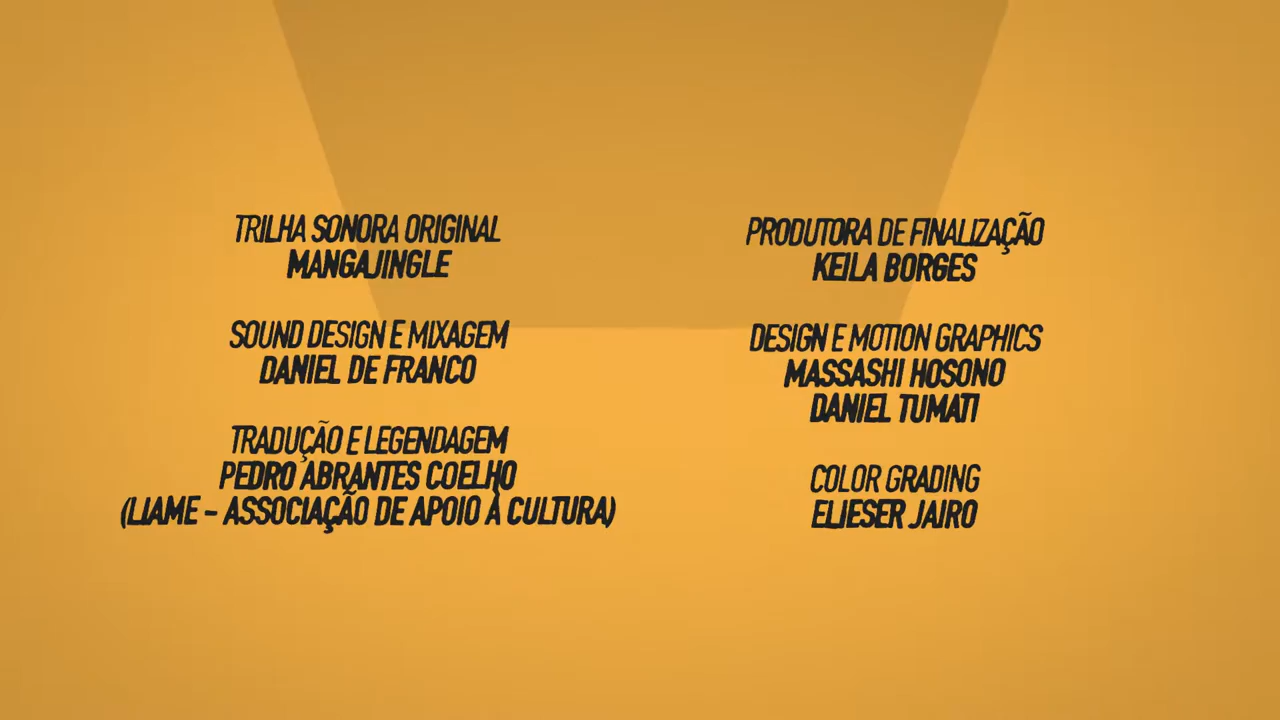 TRILHA SONORA ORIGINAL
MANGAJINGLE
SOUND DESIGN E MIXAGEM
DANIEL DE FRANCO
TRADUÇÃO E LEGENDAGEM
PEDRO ABRANTES COELHO
(LIAME - ASSOCIAÇÃO DE APOIO À CULTURA)
PRODUTORA DE FINALIZAÇÃO
KEILA BORGES
DESIGN E MOTION GRAPHICS
MASSASHI HOSONO
DANIEL TUMATI
COLOR GRADING
ELIESER JAIRO